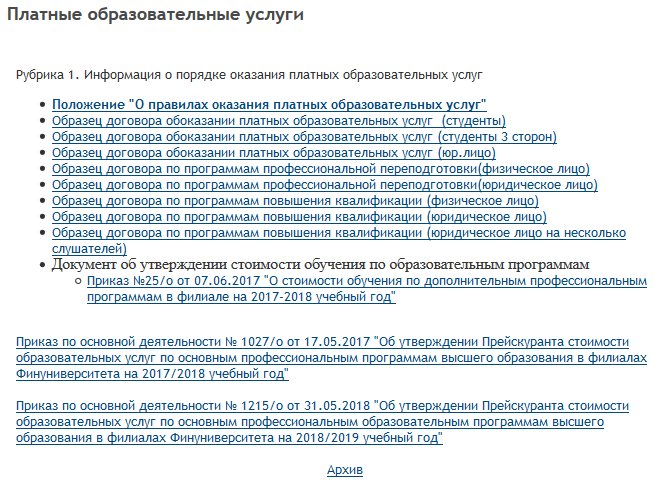 Платные образовательные услуги
Рубрика 1. Информация о порядке оказания платных образовательных услуг
Положение "О правилах оказания платных образовательных услуг"
Образец договора обоказании платных образовательных услуг  (студенты)
Образец договора обоказании платных образовательных услуг (студенты 3 сторон)
Образец договора обоказании платных образовательных услуг (юр.лицо)
Образец договора по программам профессиональной переподготовки(физическое лицо)
Образец договора по программам профессиональной переподготовки(юридическое лицо)
Образец договора по программам повышения квалификации (физическое лицо)
Образец договора по программам повышения квалификации (юридическое лицо)
Образец договора по программам повышения квалификации (юридическое лицо на несколько
слушателей)
Документ об утверждении стоимости обучения по образовательным программам
Приказ №25/о от 07.06.2017 "О стоимости обучения по дополнительным профессиональным
программам в филиале на 2017-2018 учебный год"
Приказ по основной деятельности № 1027/о от 17.05.2017 "Об утверждении Прейскуранта стоимости
образовательных услуг по основным профессиональным программам высшего образования в филиалах
Финуниверситета на 2017/2018 учебный год"
Приказ по основной деятельности № 1215/о от 31.05.2018 "Об утверждении Прейскуранта стоимости
образовательных услуг по основным профессиональным образовательным программам высшего
образования в филиалах Финуниверситета на 2018/2019 учебный год"
Архив